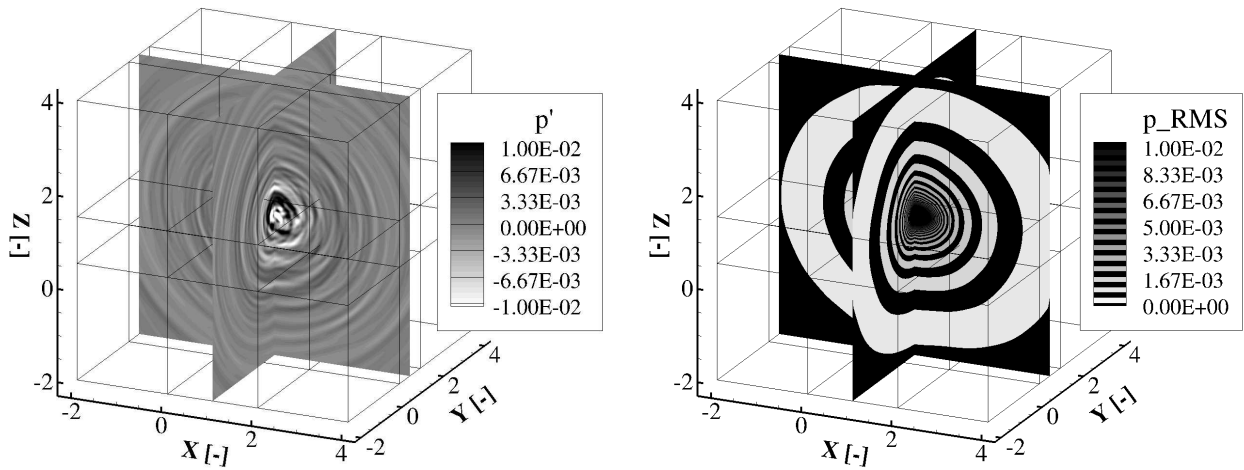 4
2
0
-2
[-] Z
-2
0
2
4
X [-]
-2
0
2
4
Y [-]
p'
1.00E-02
6.67E-03
3.33E-03
0.00E+00
-3.33E-03
-6.67E-03
-1.00E-02
4
2
0
-2
[-] Z
-2
0
2
4
X [-]
-2
0
2
4
Y [-]
p_RMS
1.00E-02
8.33E-03
6.67E-03
5.00E-03
3.33E-03
1.67E-03
0.00E+00